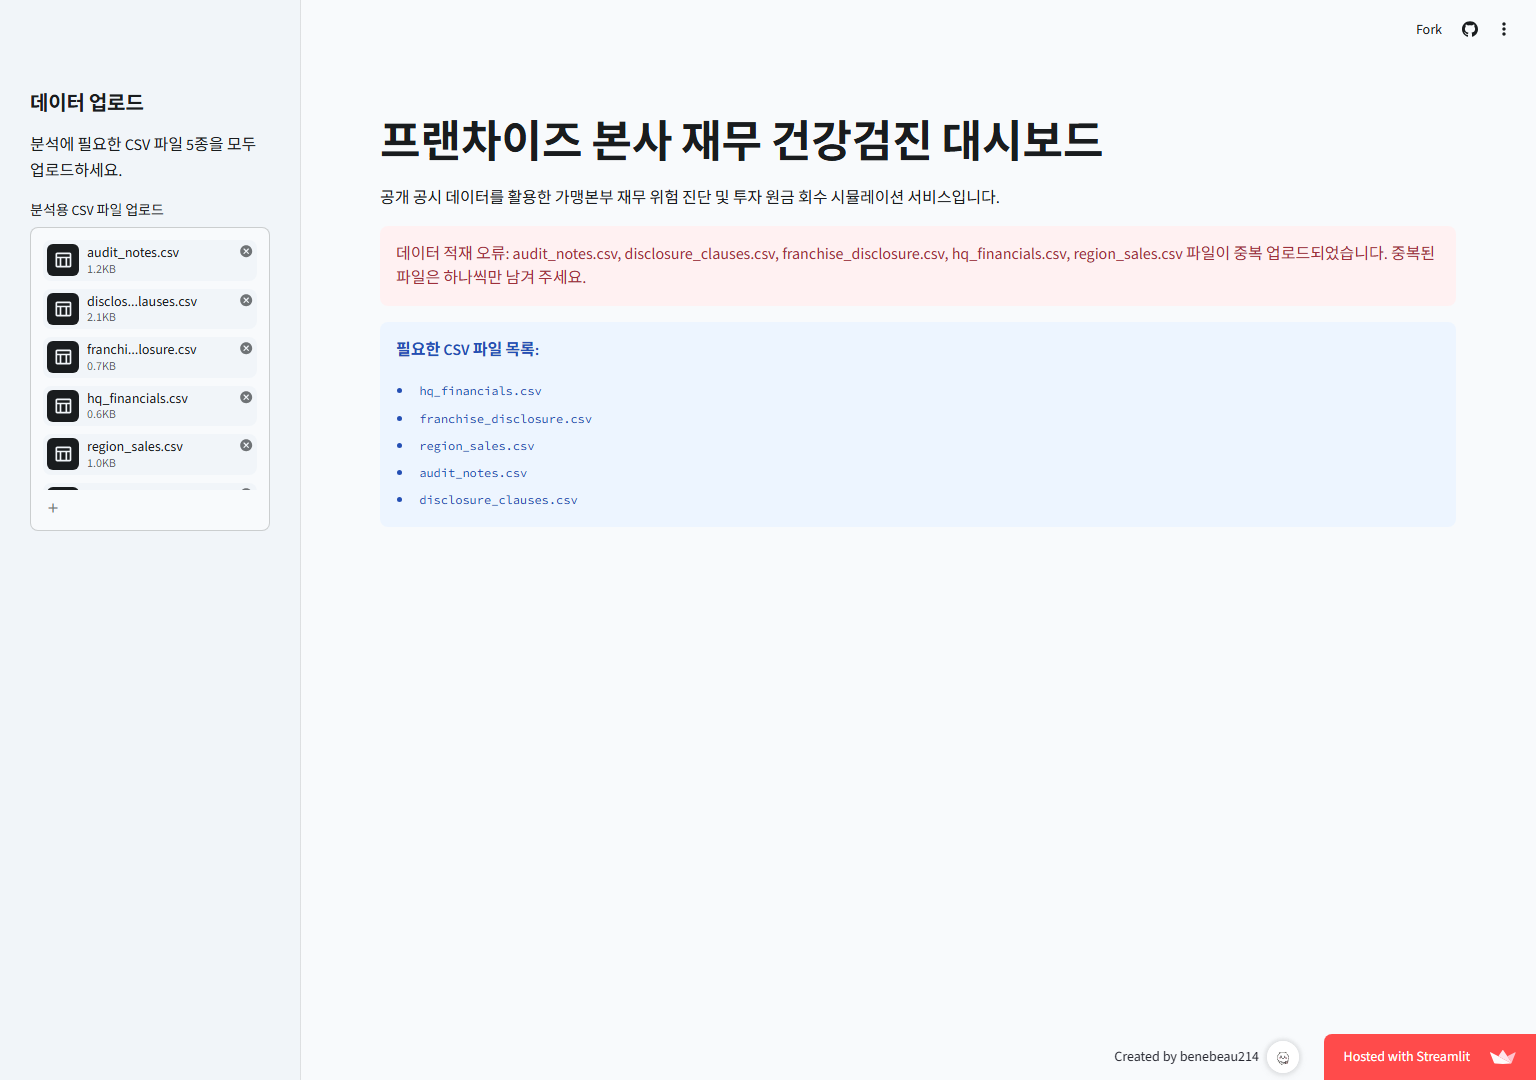 Fork
데이터 업로드
분석에 필요한 CSV 파일 5종을 모두
업로드하세요.
분석용 CSV 파일 업로드
audit_notes.csv
1.2KB
disclos...lauses.csv
2.1KB
franchi...losure.csv
0.7KB
hq_financials.csv
0.6KB
region_sales.csv
1.0KB
프랜차이즈 본사 재무 건강검진 대시보드
공개 공시 데이터를 활용한 가맹본부 재무 위험 진단 및 투자 원금 회수 시뮬레이션 서비스입니다.
데이터 적재 오류: audit_notes.csv, disclosure_clauses.csv, franchise_disclosure.csv, hq_financials.csv, region_sales.csv 파일이 중복 업로드되었습니다. 중복된
파일은 하나씩만 남겨 주세요.
필요한 CSV 파일 목록:
hq_financials.csv
franchise_disclosure.csv
region_sales.csv
audit_notes.csv
disclosure_clauses.csv
Created by benebeau214
Hosted with Streamlit